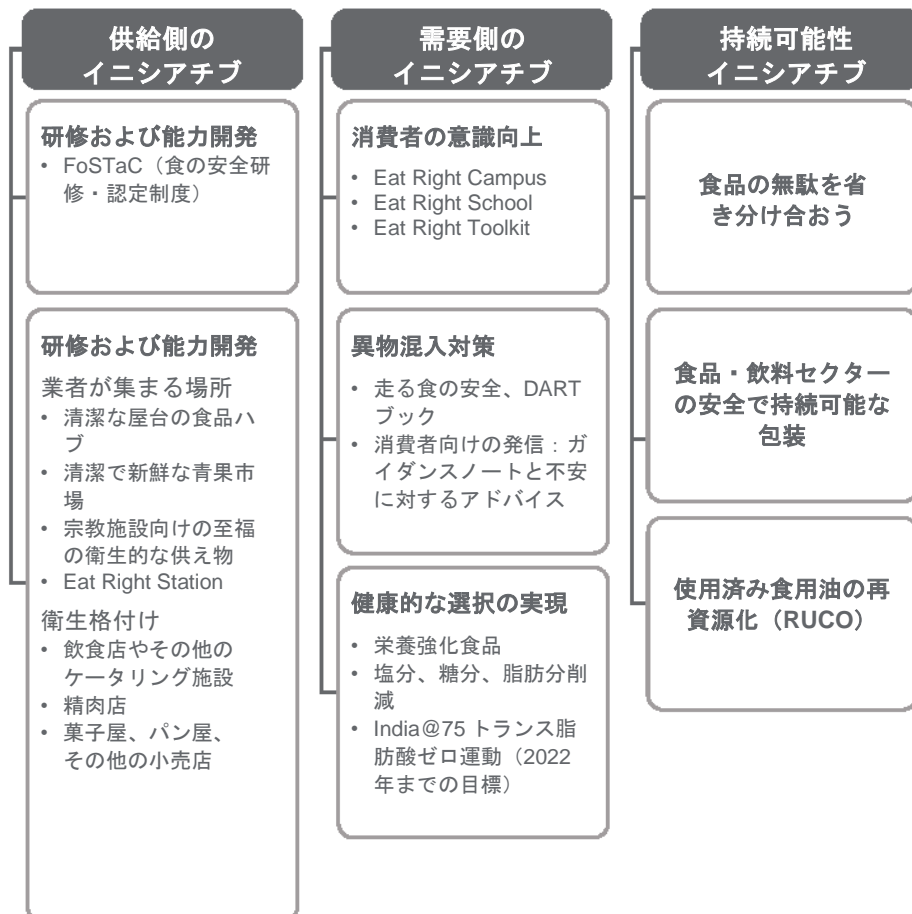 供給側の
イニシアチブ
研修および能力開発
• FoSTaC（食の安全研
修・認定制度）
研修および能力開発
業者が集まる場所
• 清潔な屋台の食品ハ
ブ
• 清潔で新鮮な青果市
場
• 宗教施設向けの至福
の衛生的な供え物
• Eat Right Station
衛生格付け
• 飲食店やその他の
ケータリング施設
• 精肉店
• 菓子屋、パン屋、
その他の小売店
需要側の
イニシアチブ
消費者の意識向上
• Eat Right Campus
• Eat Right School
• Eat Right Toolkit
異物混入対策
• 走る食の安全、DART
ブック
• 消費者向けの発信：ガ
イダンスノートと不安
に対するアドバイス
健康的な選択の実現
• 栄養強化食品
• 塩分、糖分、脂肪分削
減
• India@75 トランス脂
肪酸ゼロ運動（2022
年までの目標）
持続可能性
イニシアチブ
食品の無駄を省
き分け合おう
食品・飲料セクター
の安全で持続可能な
包装
使用済み食用油の再
資源化（RUCO）